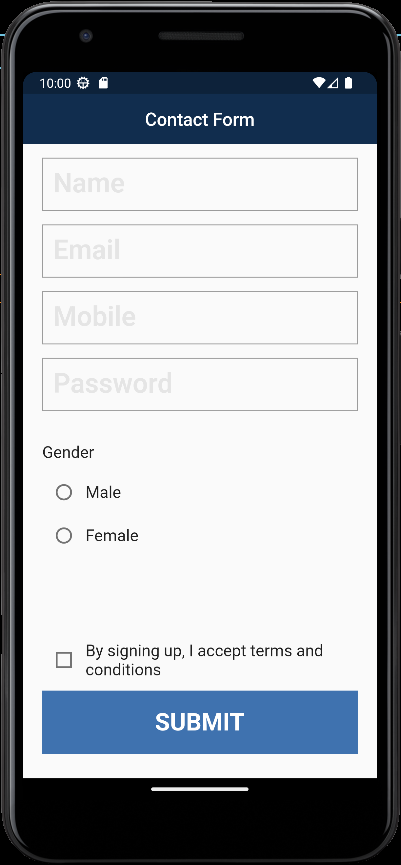 10:00
Contact Form
Name
Email
Mobile
Password
Gender
Male
Female
By signing up, I accept terms and
conditions
SUBMIT